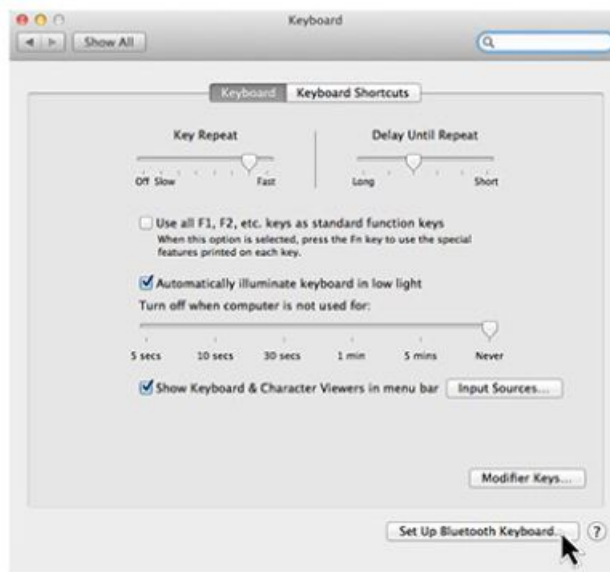 Keyboard
Show All
Keyboard Keyboard Shortcuts
Key Repeat Delay Until Repeat
Off Slow Fast Long Short
Use all F1, F2, etc. keys as standard function keys
When this option is selected, press the Fn key to use the special
features printed on each key.
Automatically illuminate keyboard in low light
Turn off when computer is not used for:
5 secs 10 secs 30 secs 1 min 5 mins Never
Show Keyboard & Character Viewers in menu bar Input Sources...
Modifier Keys...
Set Up Bluetooth Keyboard... ?